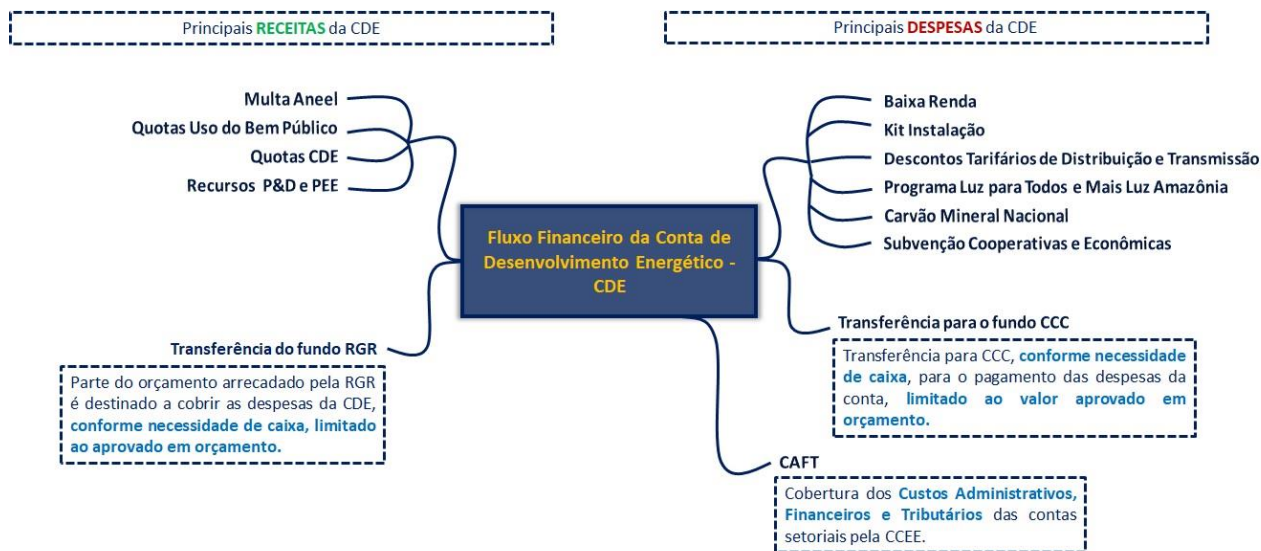 Principais RECEITAS da CDE
Principais DESPESAS da CDE
Multa Aneel
Quotas Uso do Bem Público
Quotas CDE
Recursos P&D e PEE
Baixa Renda
Kit Instalação
Descontos Tarifários de Distribuição e Transmissão
Programa Luz para Todos e Mais Luz Amazônia
Carvão Mineral Nacional
Subvenção Cooperativas e Econômicas
Fluxo Financeiro da Conta de
Desenvolvimento Energético -
CDE
Transferência do fundo RGR
Parte do orçamento arrecadado pela RGR
é destinado a cobrir as despesas da CDE,
conforme necessidade de caixa, limitado
ao aprovado em orçamento.
Transferência para o fundo CCC
Transferência para CCC, conforme necessidade
de caixa, para o pagamento das despesas da
conta, limitado ao valor aprovado em
orçamento.
CAFT
Cobertura dos Custos Administrativos,
Financeiros e Tributários das contas
setoriais pela CCEE.